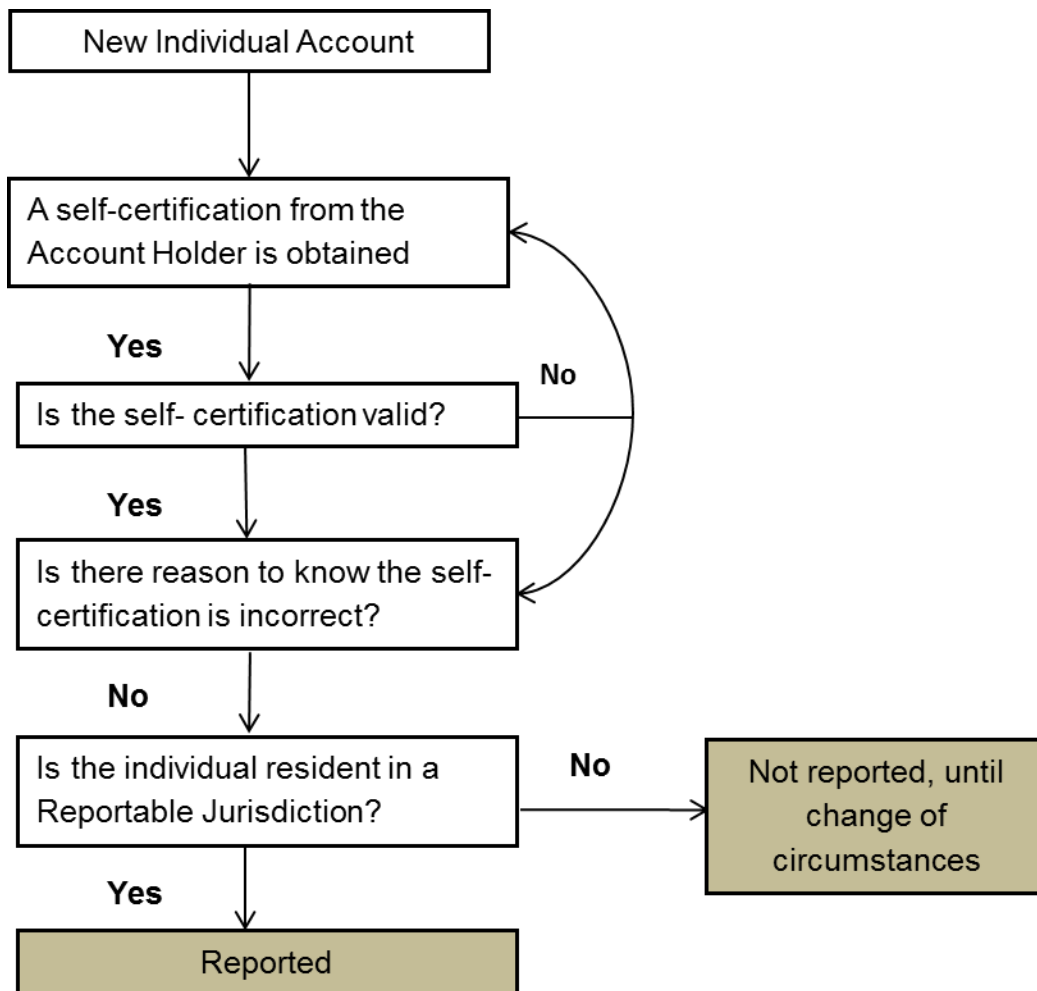 New Individual Account
A self-certification from the
Account Holder is obtained
Yes
No
Is the self- certification valid?
Yes
Is there reason to know the self-
certification is incorrect?
No
Is the individual resident in a
Reportable Jurisdiction?
No
Not reported, until
change of
circumstances
Yes
Reported